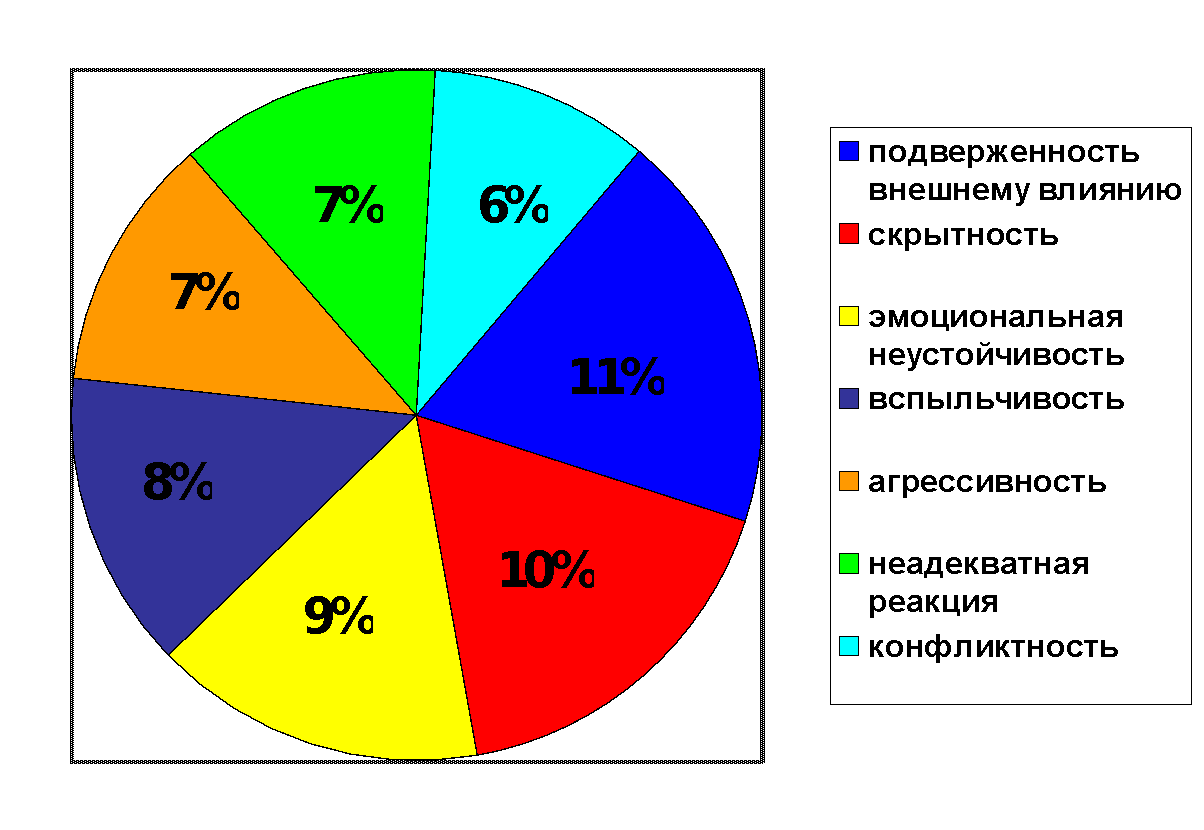 7%
6%
7%
11%
8%
10%
9%
подверженность
внешнему влиянию
скрытность
эмоциональная
неустойчивость
вспыльчивость
агрессивность
неадекватная
реакция
конфликтность